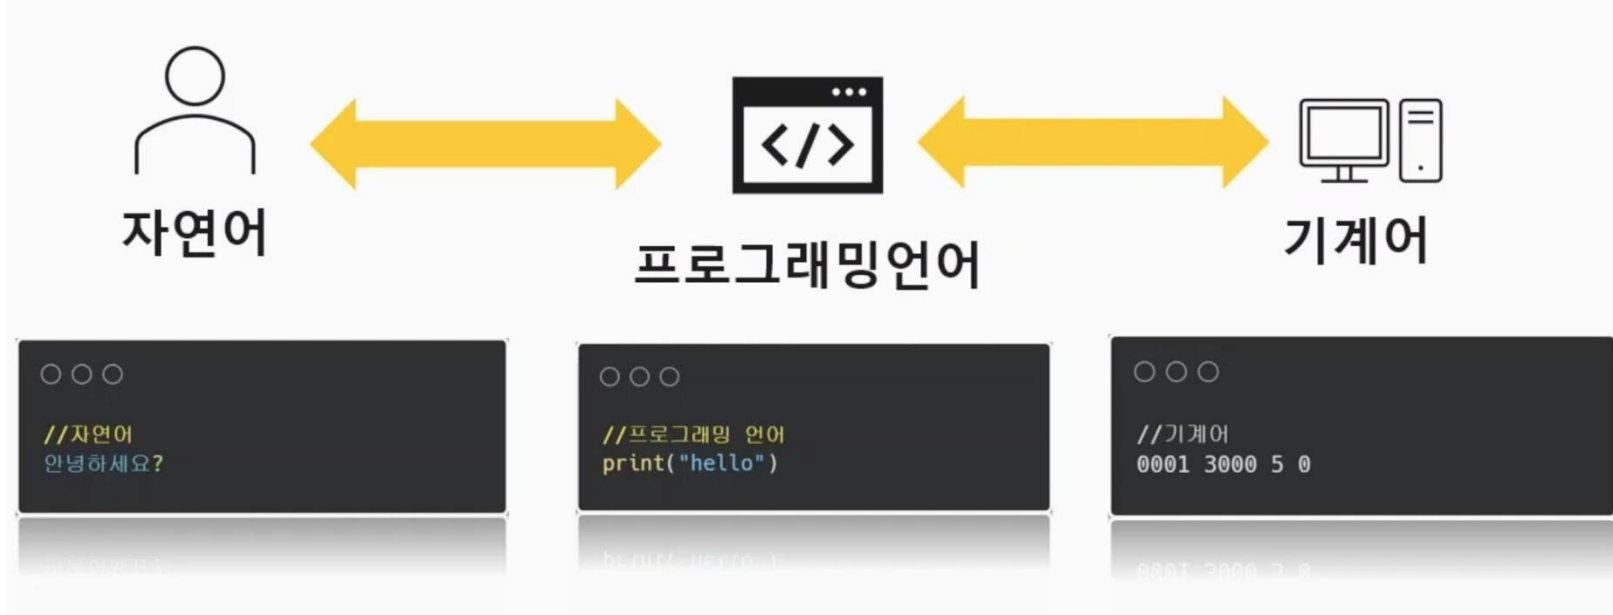 자연어
프로그래밍언어
기계어
//자연어
안녕하세요?
//프로그래밍 언어
print("hello")
//기계어
0001 3000 5 0